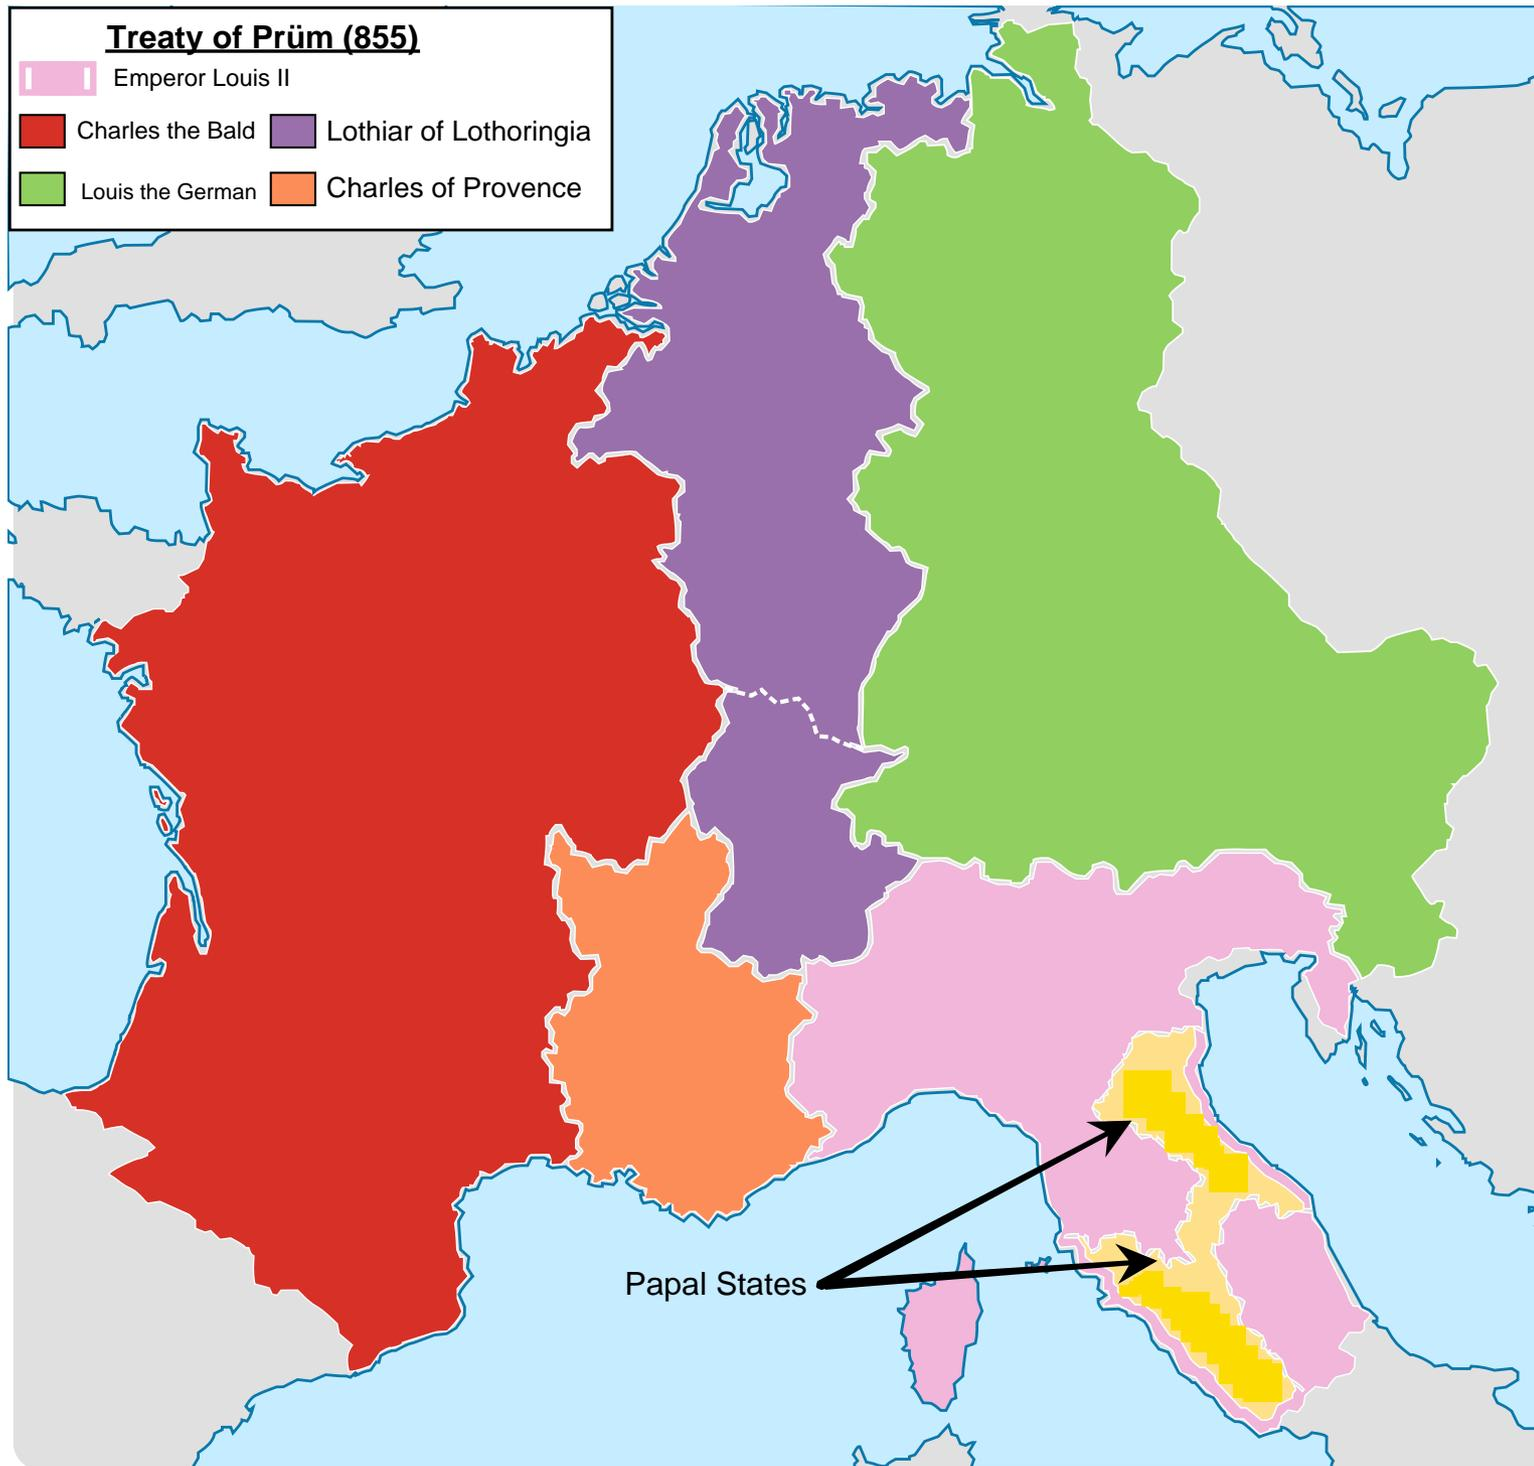 Treaty of Prüm (855)
Emperor Louis II
Charles the Bald
Lothiar of Lothoringia
Louis the German
Charles of Provence
Papal States